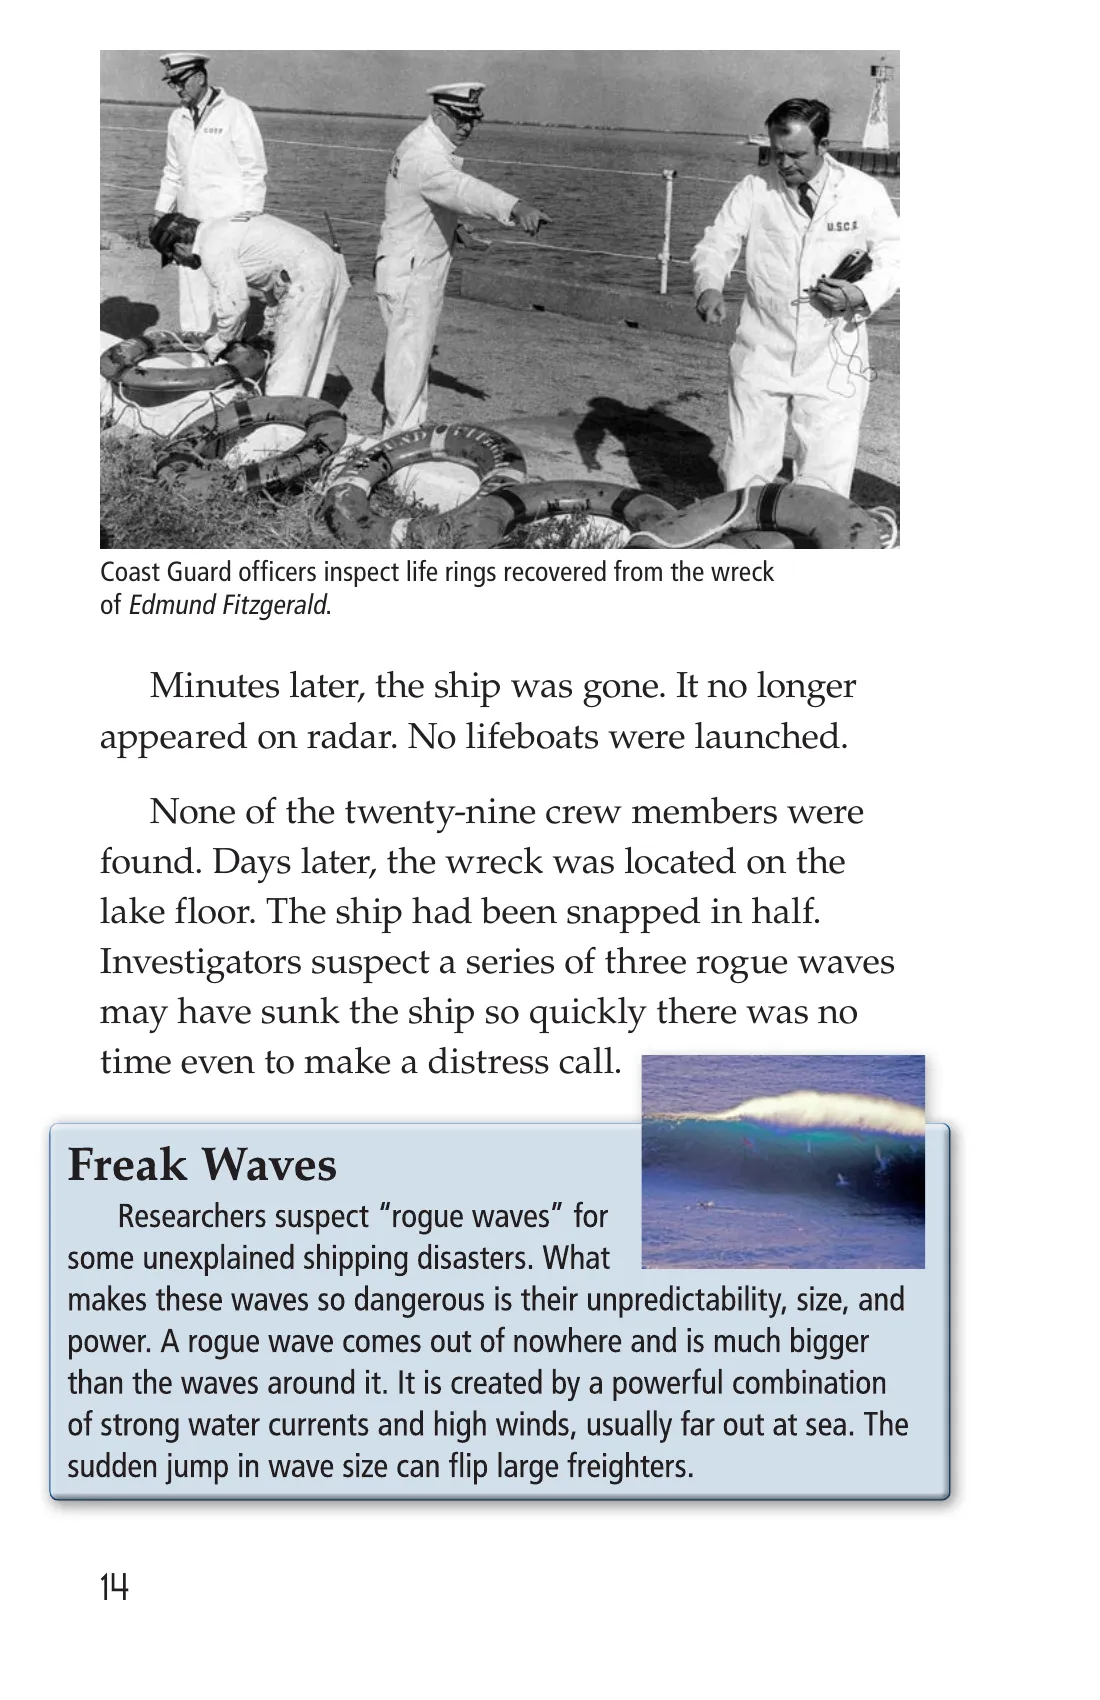 U.S.C.G.
Coast Guard officers inspect life rings recovered from the wreck
of Edmund Fitzgerald.
Minutes later, the ship was gone. It no longer
appeared on radar. No lifeboats were launched.
None of the twenty-nine crew members were
found. Days later, the wreck was located on the
lake floor. The ship had been snapped in half.
Investigators suspect a series of three rogue waves
may have sunk the ship so quickly there was no
time even to make a distress call.
Freak Waves
Researchers suspect “rogue waves” for
some unexplained shipping disasters. What
makes these waves so dangerous is their unpredictability, size, and
power. A rogue wave comes out of nowhere and is much bigger
than the waves around it. It is created by a powerful combination
of strong water currents and high winds, usually far out at sea. The
sudden jump in wave size can flip large freighters.
14